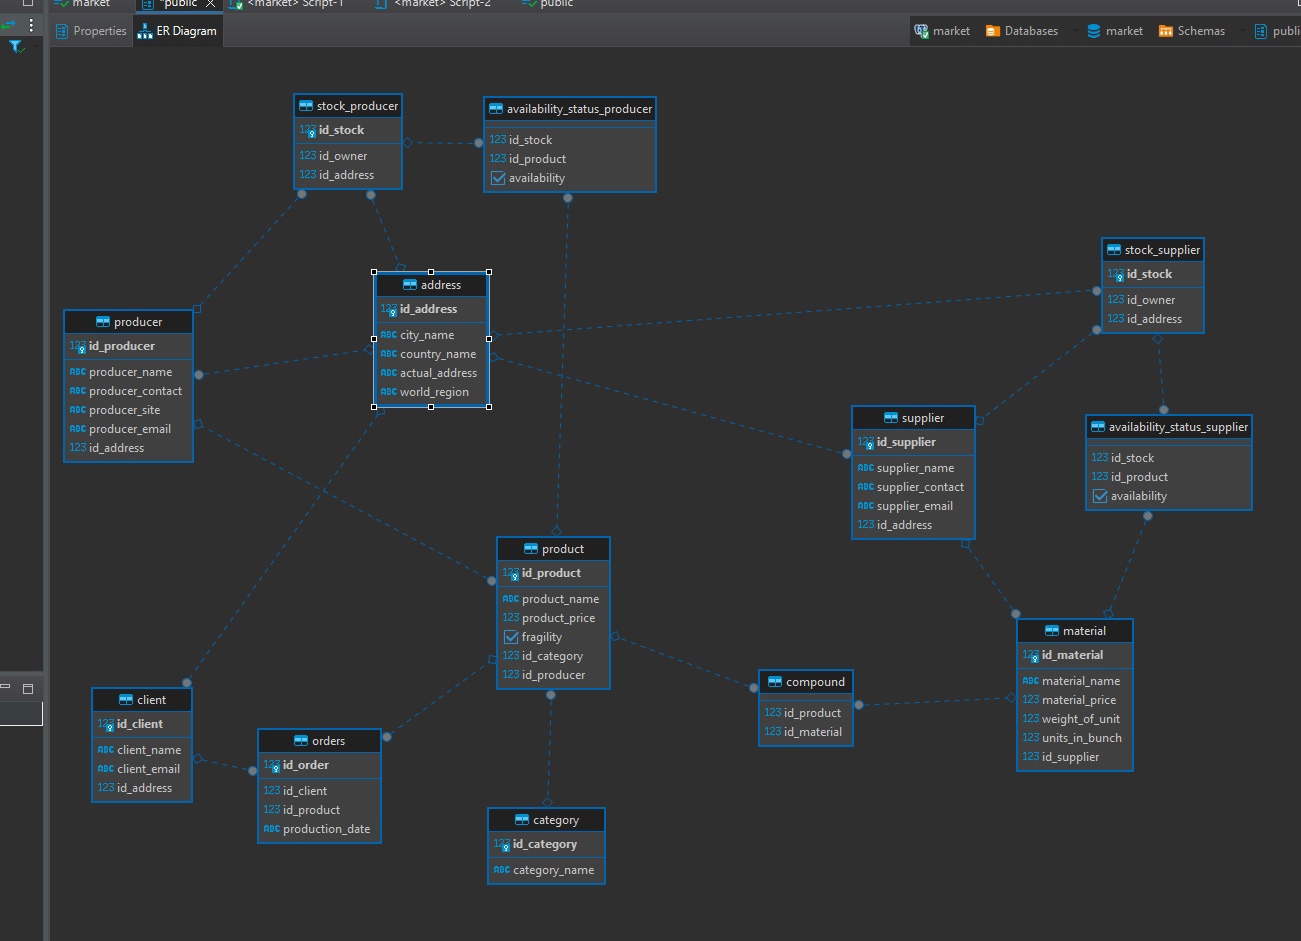 market
*public
<market> Script-1
<market> Script-2
public
Properties
ER Diagram
market
Databases
market
Schemas
publi
stock_producer
123 id_stock
123 id_owner
123 id_address
availability_status_producer
123 id_stock
123 id_product
availability
stock_supplier
123 id_stock
123 id_owner
123 id_address
address
123 id_address
ABC city_name
ABC country_name
ABC actual_address
ABC world_region
producer
123 id_producer
ABC producer_name
ABC producer_contact
ABC producer_site
ABC producer_email
123 id_address
supplier
123 id_supplier
ABC supplier_name
ABC supplier_contact
ABC supplier_email
123 id_address
availability_status_supplier
123 id_stock
123 id_product
availability
product
123 id_product
ABC product_name
123 product_price
fragility
123 id_category
123 id_producer
material
123 id_material
ABC material_name
123 material_price
123 weight_of_unit
123 units_in_bunch
123 id_supplier
compound
123 id_product
123 id_material
client
123 id_client
ABC client_name
ABC client_email
123 id_address
orders
123 id_order
123 id_client
123 id_product
ABC production_date
category
123 id_category
ABC category_name